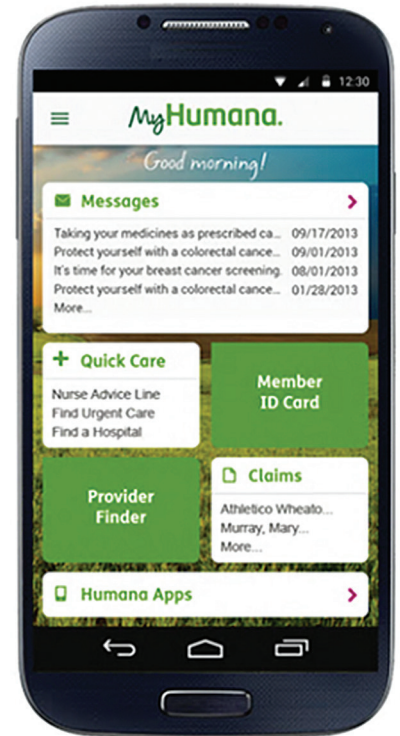 12:30
MyHumana.
Good morning!
Messages
Taking your medicines as prescribed ca... 09/17/2013
Protect yourself with a colorectal cance... 09/01/2013
It's time for your breast cancer screening. 08/01/2013
Protect yourself with a colorectal cance... 01/28/2013
More...
Quick Care
Nurse Advice Line
Find Urgent Care
Find a Hospital
Member
ID Card
Provider
Finder
Claims
Athletico Wheato...
Murray, Mary...
More...
Humana Apps